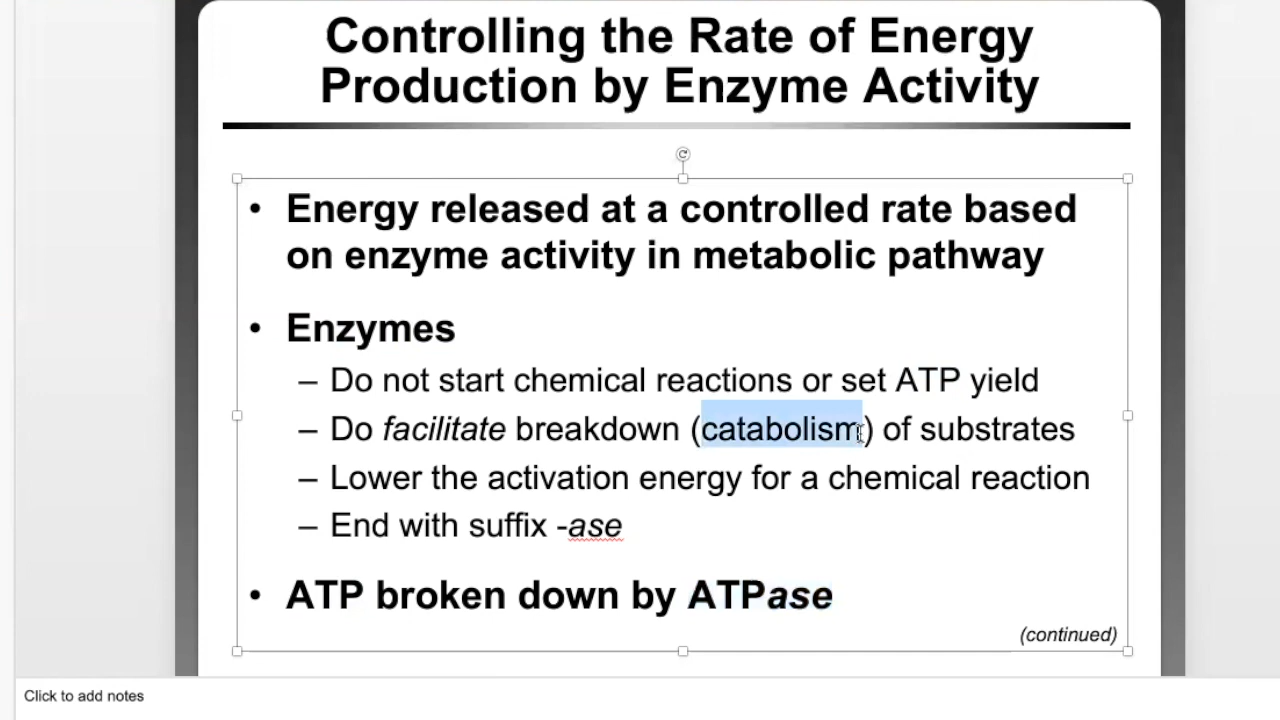 Controlling the Rate of Energy
Production by Enzyme Activity
• Energy released at a controlled rate based
on enzyme activity in metabolic pathway
• Enzymes
– Do not start chemical reactions or set ATP yield
– Do facilitate breakdown (catabolism) of substrates
– Lower the activation energy for a chemical reaction
– End with suffix -ase
• ATP broken down by ATPase
(continued)
Click to add notes